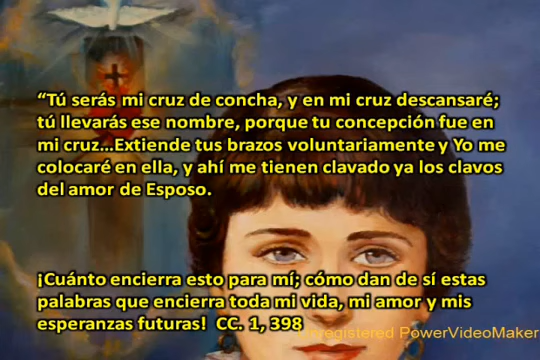 “Tú serás mi cruz de concha, y en mi cruz descansaré;
tú llevarás ese nombre, porque tu concepción fue en
mi cruz...Extiende tus brazos voluntariamente y Yo me
colocaré en ella, y ahí me tienen clavado ya los clavos
del amor de Esposo.
¡Cuánto encierra esto para mí; cómo dan de sí estas
palabras que encierra toda mi vida, mi amor y mis
esperanzas futuras! CC. 1, 398
Unregistered PowerVideoMaker